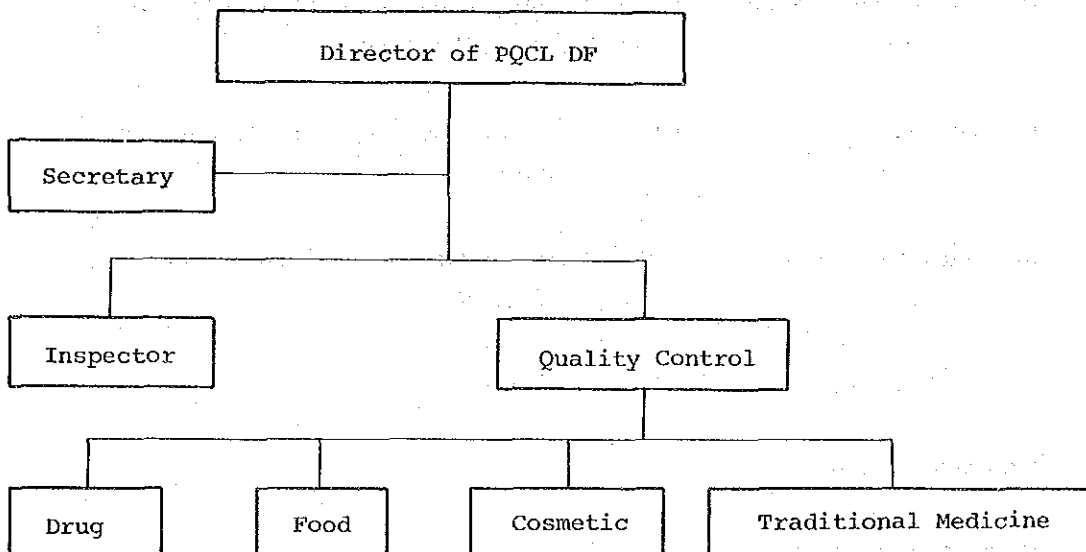 Director of PQCL DF
Secretary
Inspector
Quality Control
Drug
Food
Cosmetic
Traditional Medicine